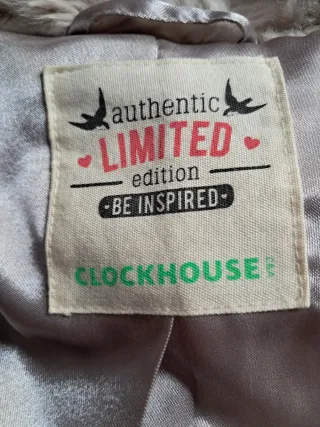 authentic
LIMITED
edition
BE INSPIRED
CLOCKHOUSE